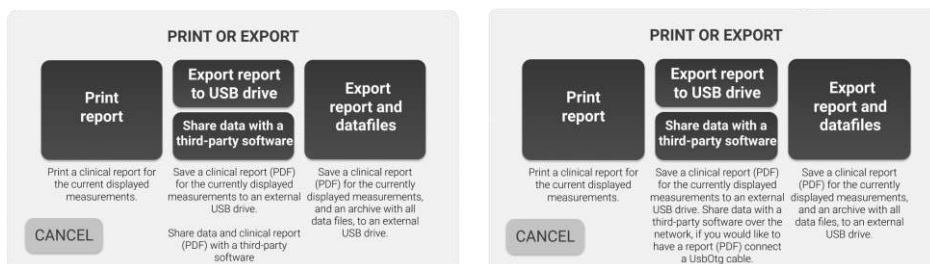 PRINT OR EXPORT
Print
report
Export report
to USB drive
Share data with a
third-party software
Export
report and
datafiles
Print a clinical report for
the current displayed
measurements.
Save a clinical report (PDF)
for the currently displayed
measurements to an external
USB drive.
Share data and clinical report
(PDF) with a third-party
software
Save a clinical report
(PDF) for the currently
displayed measurements,
and an archive with all
data files, to an external
USB drive.
CANCEL
PRINT OR EXPORT
Print
report
Export report
to USB drive
Share data with a
third-party software
Export
report and
datafiles
Print a clinical report for
the current displayed
measurements.
Save a clinical report (PDF)
for the currently displayed
measurements to an external
USB drive. Share data with a
third-party software over the
network, if you would like to
have a report (PDF) connect
a UsbOtg cable.
Save a clinical report
(PDF) for the currently
displayed measurements,
and an archive with all
data files, to an external
USB drive.
CANCEL